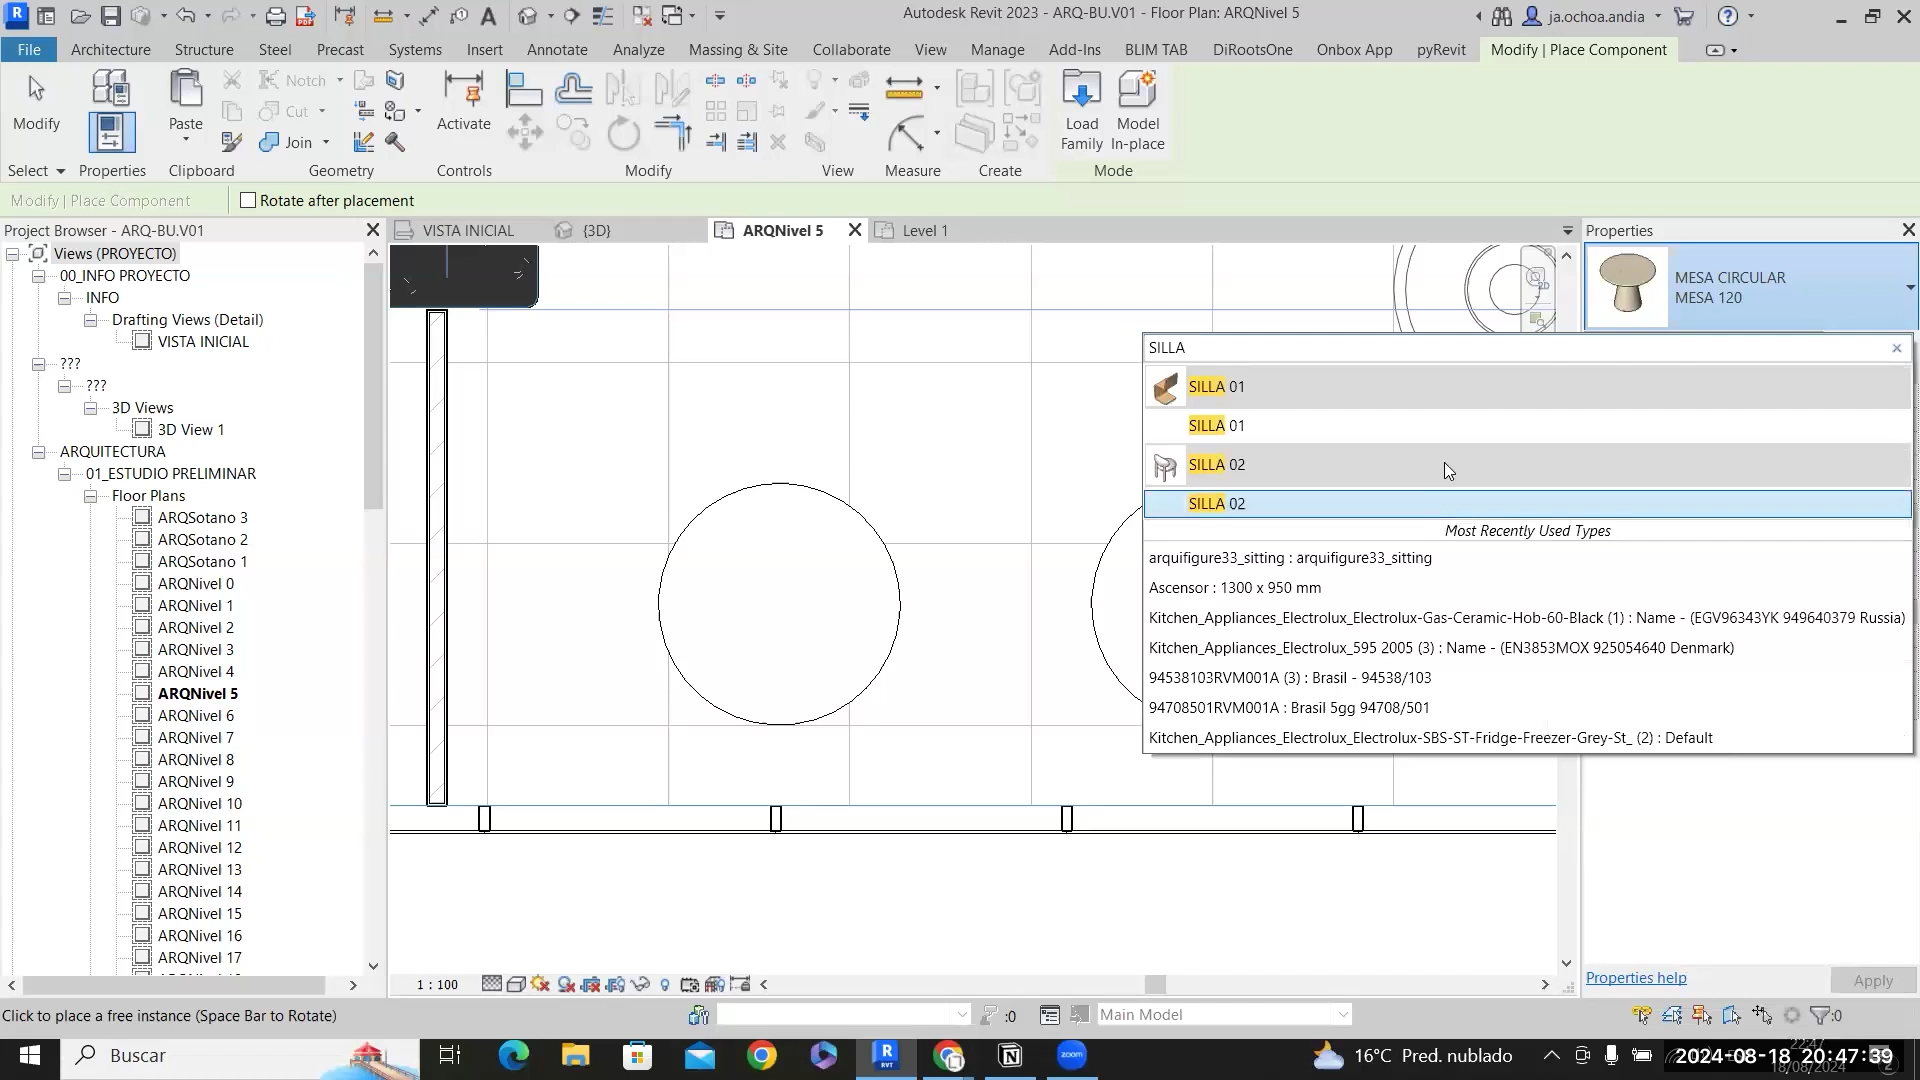 Autodesk Revit 2023 - ARQ-BU.V01 - Floor Plan: ARQNivel 5
ja.ochoa.andia
File
Architecture
Structure
Steel
Precast
Systems
Insert
Annotate
Analyze
Massing & Site
Collaborate
View
Manage
Add-Ins
BLIM TAB
DiRootsOne
Onbox App
pyRevit
Modify | Place Component
Modify
Paste
Notch
Cut
Join
Activate
Load Family
Model In-place
Select
Properties
Clipboard
Geometry
Controls
Modify
View
Measure
Create
Mode
Modify | Place Component
Rotate after placement
Project Browser - ARQ-BU.V01
Views (PROYECTO)
00_INFO PROYECTO
INFO
Drafting Views (Detail)
VISTA INICIAL
???
???
3D Views
3D View 1
ARQUITECTURA
01_ESTUDIO PRELIMINAR
Floor Plans
ARQSotano 3
ARQSotano 2
ARQSotano 1
ARQNivel 0
ARQNivel 1
ARQNivel 2
ARQNivel 3
ARQNivel 4
ARQNivel 5
ARQNivel 6
ARQNivel 7
ARQNivel 8
ARQNivel 9
ARQNivel 10
ARQNivel 11
ARQNivel 12
ARQNivel 13
ARQNivel 14
ARQNivel 15
ARQNivel 16
ARQNivel 17
VISTA INICIAL
{3D}
ARQNivel 5
Level 1
Properties
MESA CIRCULAR
MESA 120
SILLA
SILLA 01
SILLA 01
SILLA 02
SILLA 02
Most Recently Used Types
arquifigure33_sitting : arquifigure33_sitting
Ascensor : 1300 x 950 mm
Kitchen_Appliances_Electrolux_Electrolux-Gas-Ceramic-Hob-60-Black (1) : Name - (EGV96343YK 949640379 Russia)
Kitchen_Appliances_Electrolux_595 2005 (3) : Name - (EN3853MOX 925054640 Denmark)
94538103RVM001A (3) : Brasil - 94538/103
94708501RVM001A : Brasil 5gg 94708/501
Kitchen_Appliances_Electrolux_Electrolux-SBS-ST-Fridge-Freezer-Grey-St_ (2) : Default
Properties help
Apply
1 : 100
Click to place a free instance (Space Bar to Rotate)
:0
Main Model
:0
Buscar
zoom
16°C Pred. nublado
22:47
18/08/2024
2024-08-18 20:47:39